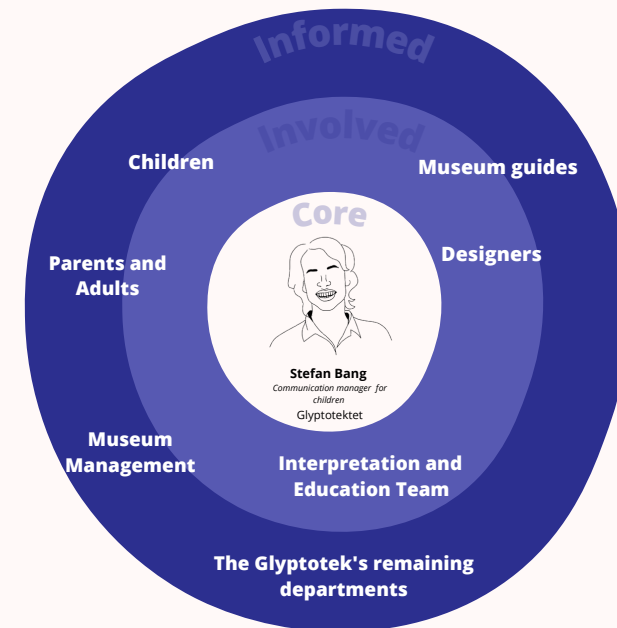 Informed
Involved
Children
Museum guides
Core
Designers
Parents and
Adults
Stefan Bang
Communication manager for
children
Glyptotektet
Museum
Management
Interpretation and
Education Team
The Glyptotek's remaining
departments